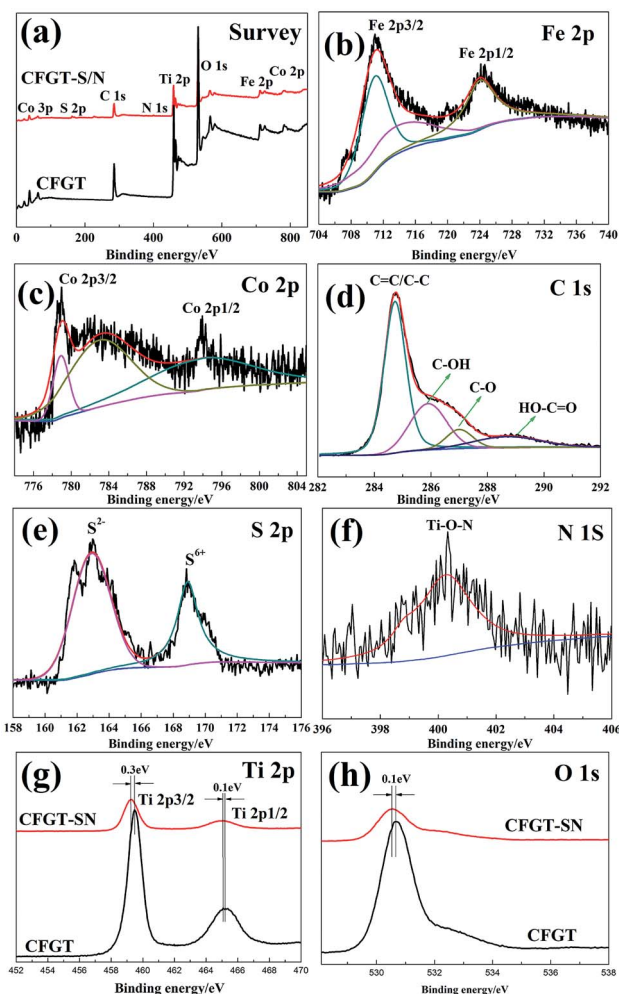 (a) Survey
CFGT-S/N
Co 3p S 2p C 1s N 1s Ti 2p O 1s Fe 2p Co 2p
CFGT
0 200 400 600 800
Binding energy/eV
(b) Fe 2p
Fe 2p3/2
Fe 2p1/2
704 708 712 716 720 724 728 732 736 740
Binding energy/eV
(c) Co 2p
Co 2p3/2
Co 2p1/2
776 780 784 788 792 796 800 804
Binding energy/eV
(d) C 1s
C=C/C-C
C-OH
C-O
HO-C=O
282 284 286 288 290 292
Binding energy/eV
(e) S 2p
S²⁻
S⁶⁺
158 160 162 164 166 168 170 172 174 176
Binding energy/eV
(f) N 1S
Ti-O-N
396 398 400 402 404 406
Binding energy/eV
(g) Ti 2p
0.3eV
0.1eV
Ti 2p3/2
Ti 2p1/2
CFGT-SN
CFGT
452 454 456 458 460 462 464 466 468 470
Binding energy/eV
(h) O 1s
0.1eV
CFGT-SN
CFGT
530 532 534 536 538
Binding energy/eV